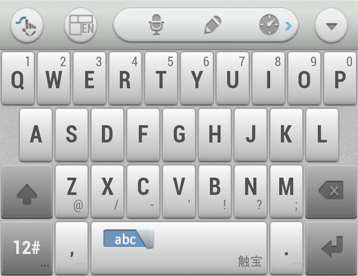 EN
1 2 3 4 5 6 7 8 9 0
Q W E R T Y U I O P
A S D F G H J K L
Z X C V B N M
@ / - ' ! ? ;
12# , abc 触宝 .